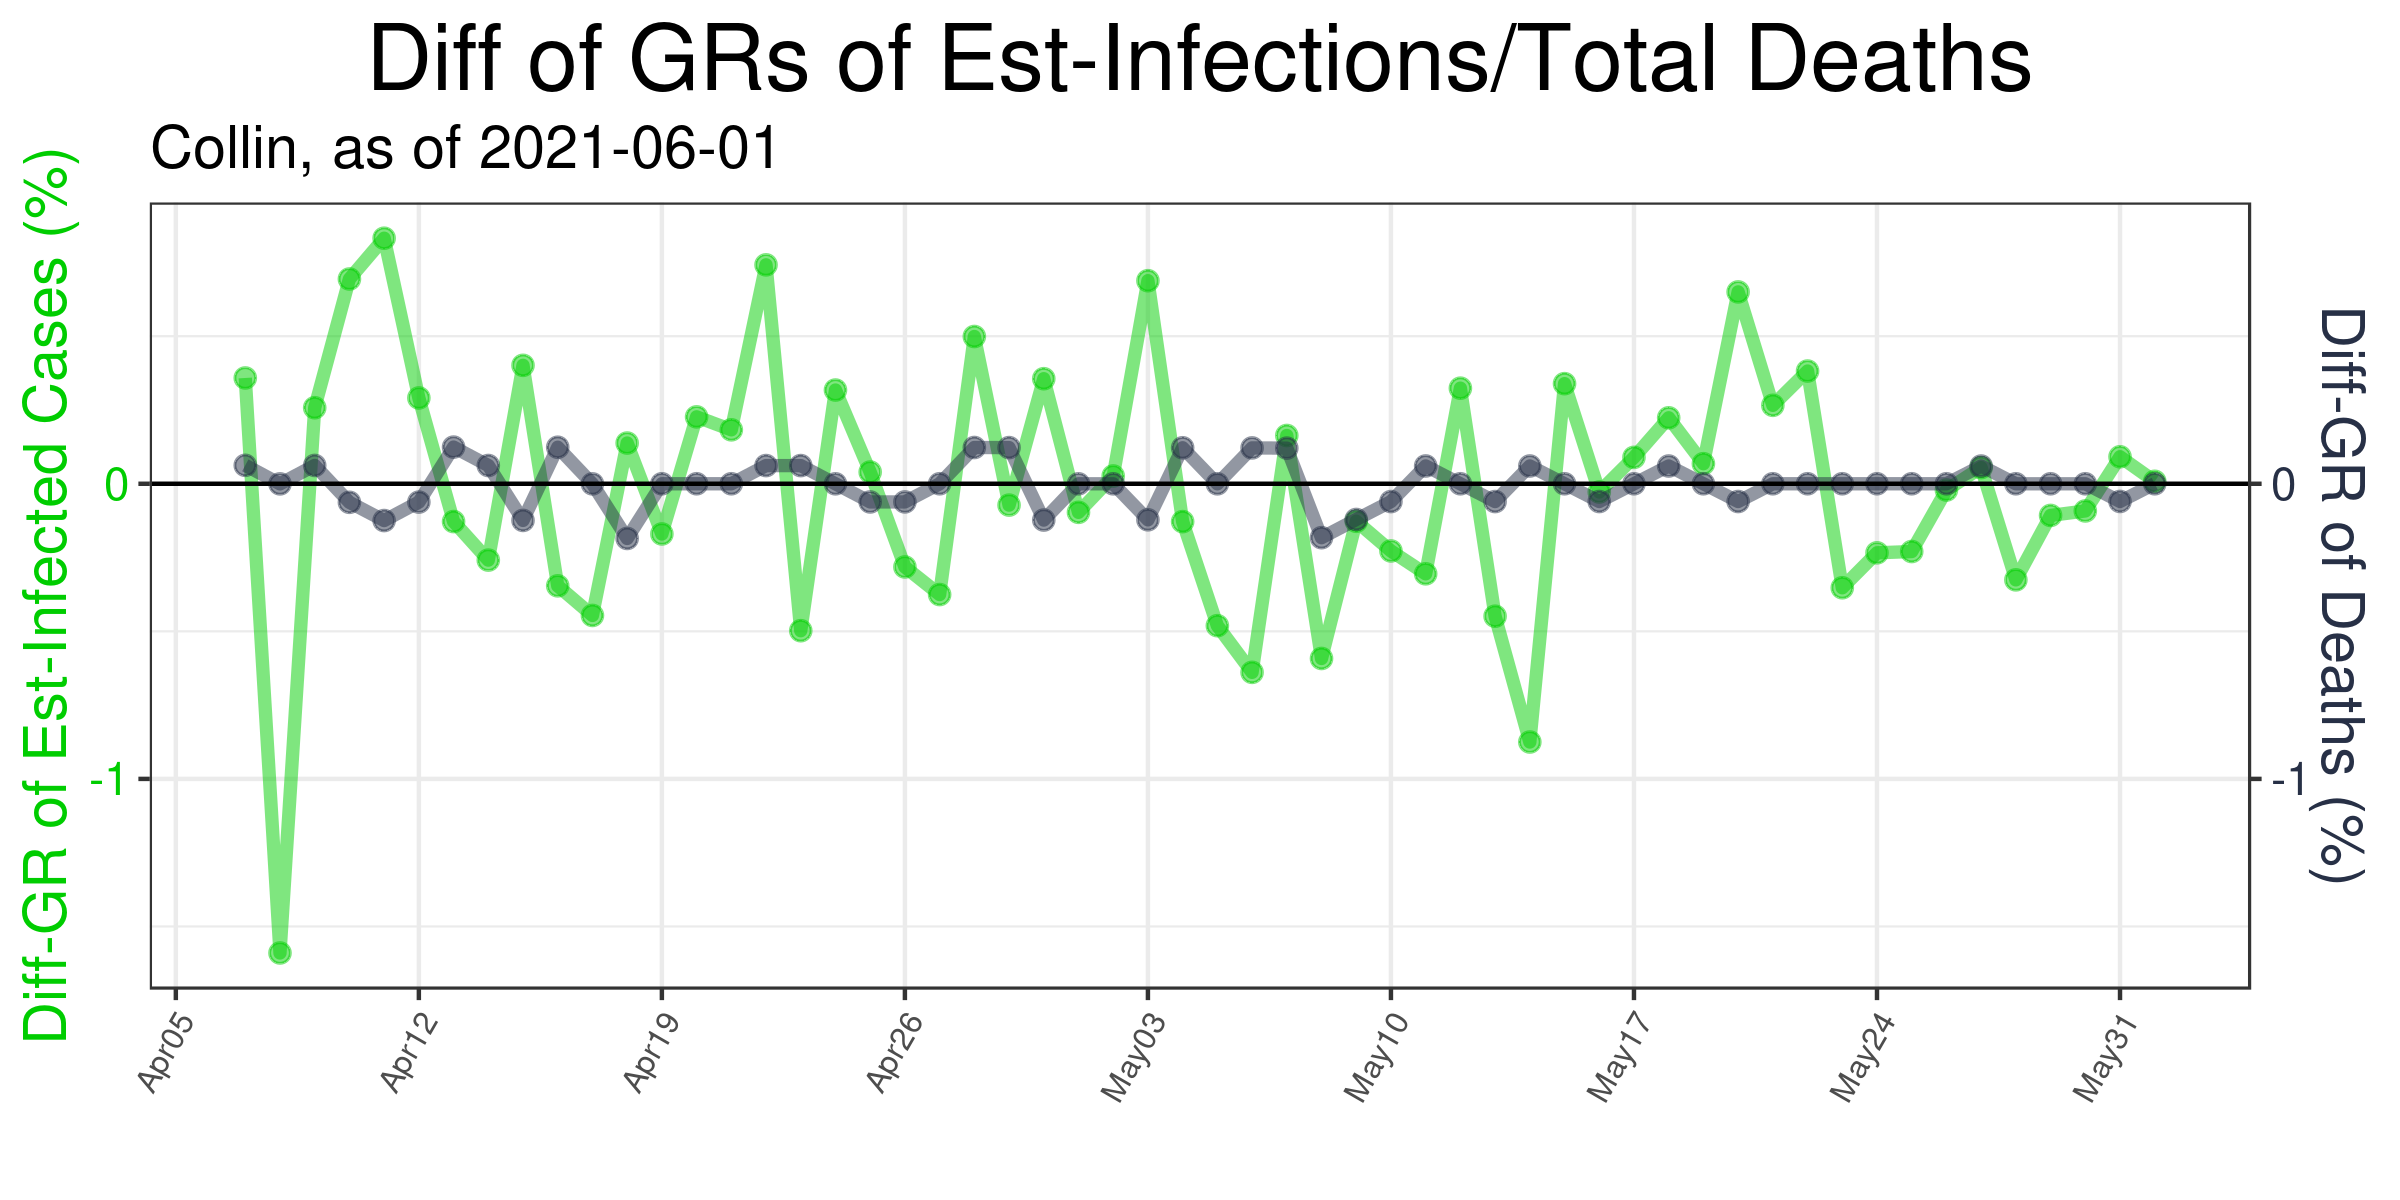 Diff of GRs of Est-Infections/Total Deaths
Collin, as of 2021-06-01
Diff-GR of Est-Infected Cases (%)
0
-1
0
-1
Diff-GR of Deaths (%)
Apr05
Apr12
Apr19
Apr26
May03
May10
May17
May24
May31